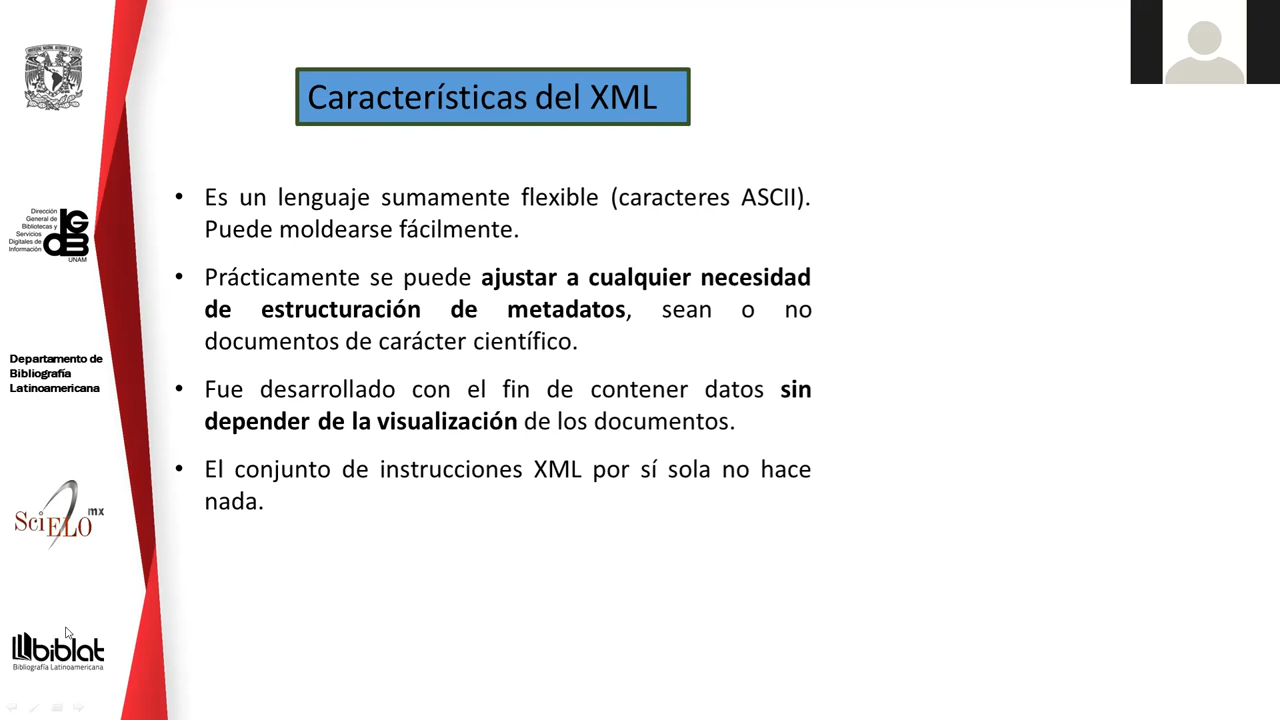 Características del XML
• Es un lenguaje sumamente flexible (caracteres ASCII).
Puede moldearse fácilmente.
• Prácticamente se puede ajustar a cualquier necesidad
de estructuración de metadatos, sean o no
documentos de carácter científico.
• Fue desarrollado con el fin de contener datos sin
depender de la visualización de los documentos.
• El conjunto de instrucciones XML por sí sola no hace
nada.
Dirección
General de
Bibliotecas y
Servicios
Digitales de
Información
DGB
UNAM
Departamento de
Bibliografía
Latinoamericana
SciELO mx
biblat
Bibliografía Latinoamericana